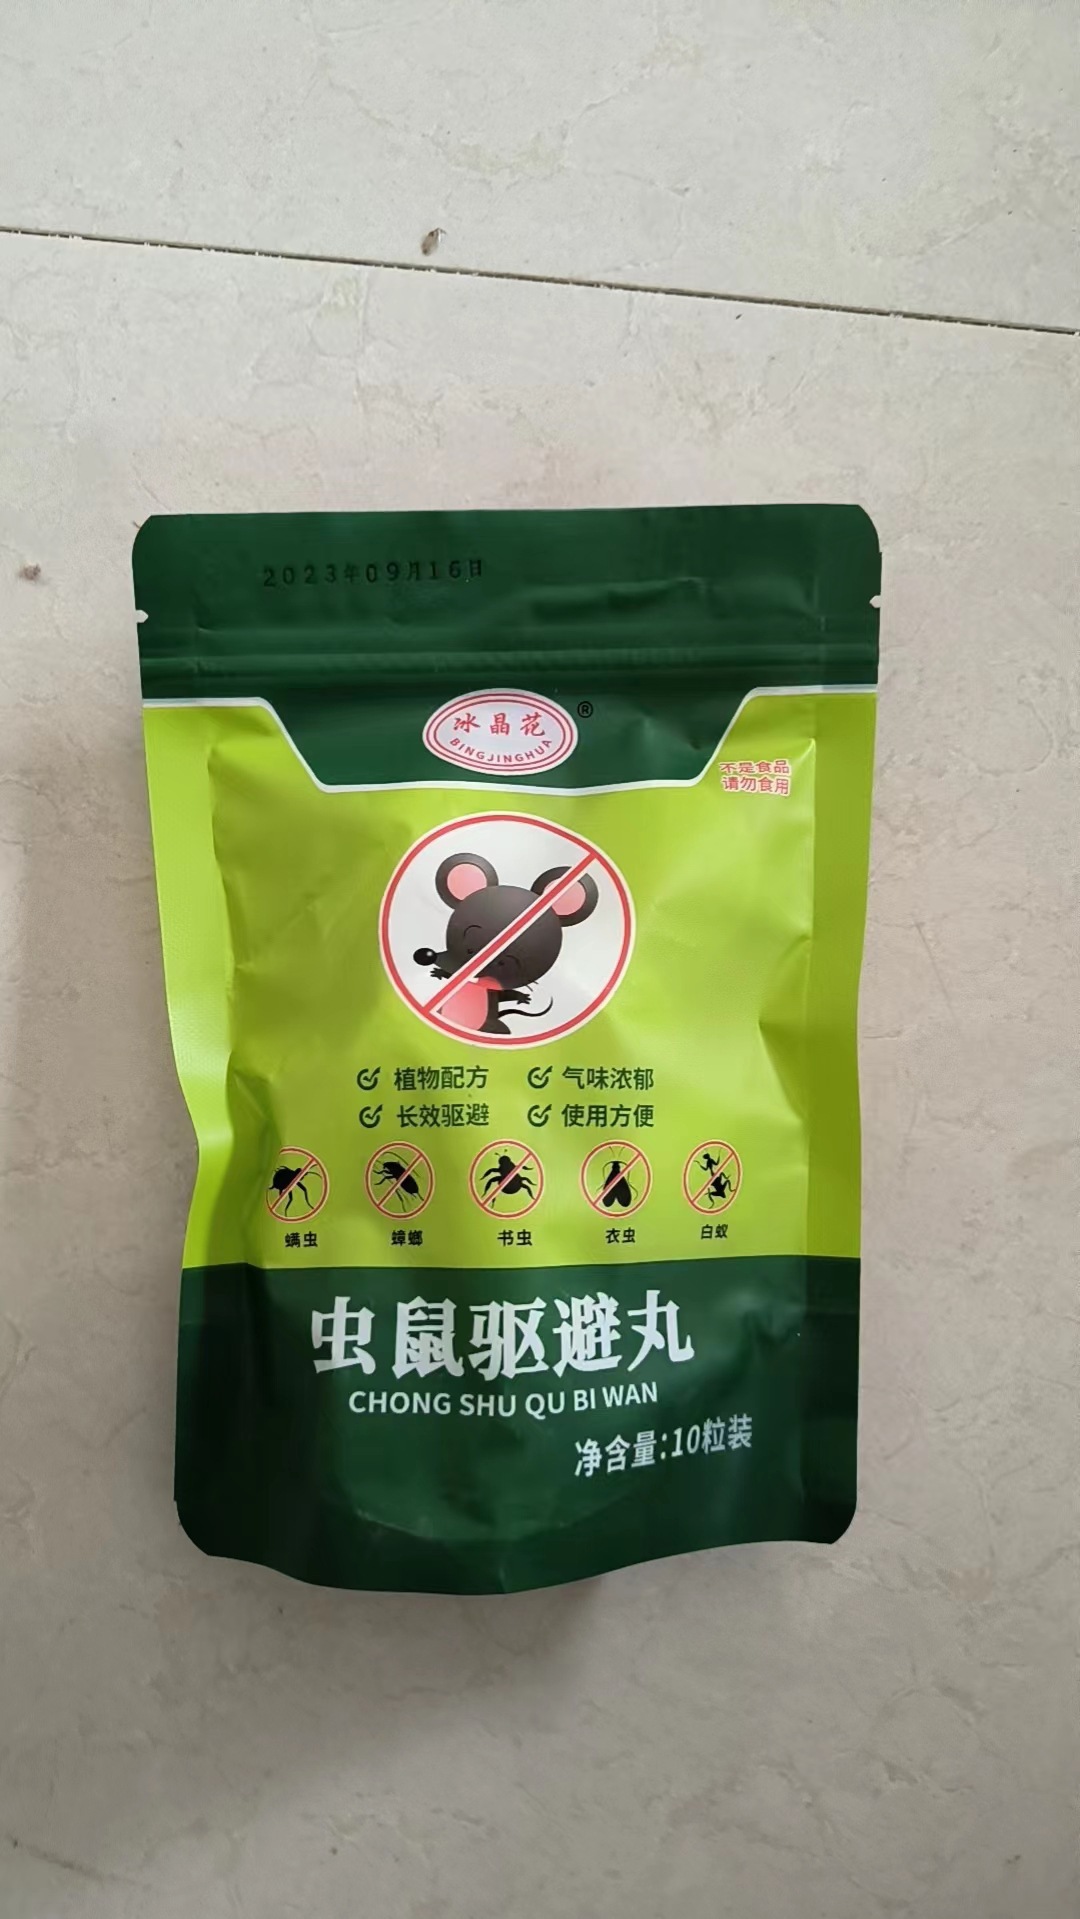 2023年09月16日
冰晶花®
BINGJINGHUA
不是食品
请勿食用
植物配方 气味浓郁
长效驱避 使用方便
螨虫 蟑螂 书虫 衣虫 白蚁
虫鼠驱避丸
CHONG SHU QU BI WAN
净含量:10粒装